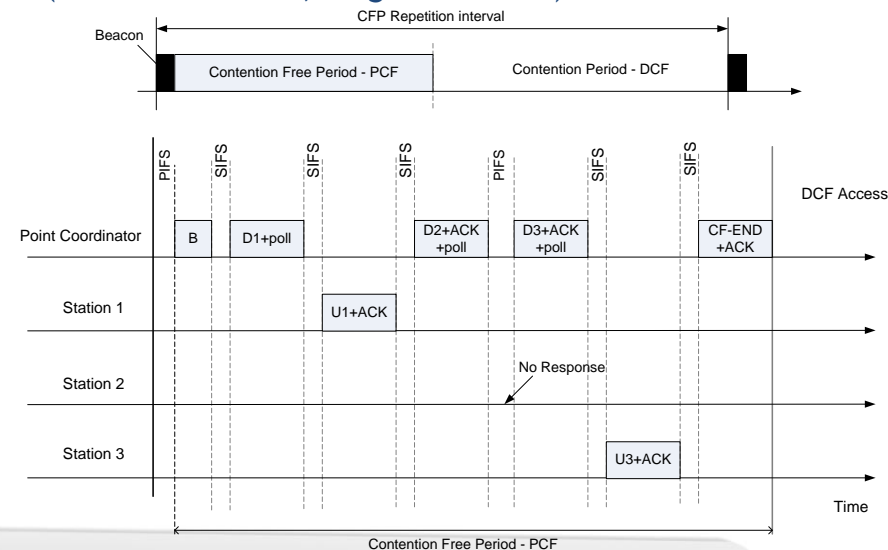 CFP Repetition interval
Beacon
Contention Free Period - PCF
Contention Period - DCF
PIFS
SIFS
SIFS
SIFS
PIFS
SIFS
SIFS
DCF Access
Point Coordinator
B
D1+poll
D2+ACK
+poll
D3+ACK
+poll
CF-END
+ACK
Station 1
U1+ACK
No Response
Station 2
Station 3
U3+ACK
Time
Contention Free Period - PCF